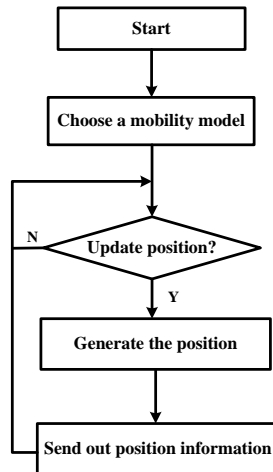 Start
Choose a mobility model
N
Update position?
Y
Generate the position
Send out position information